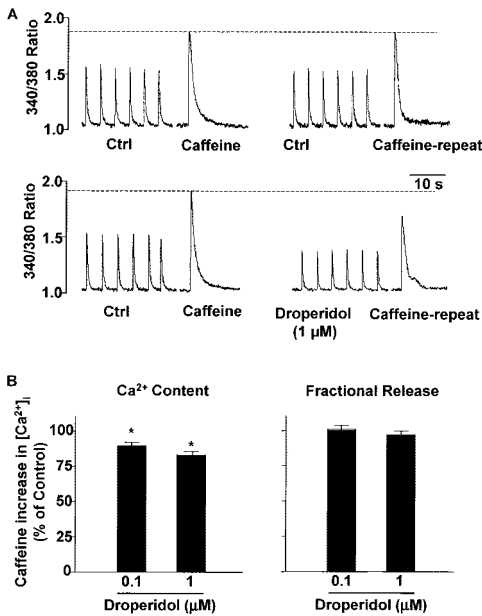 A
340/380 Ratio
2.0
1.5
1.0
Ctrl
Caffeine
Ctrl
Caffeine-repeat
10 s
340/380 Ratio
2.0
1.5
1.0
Ctrl
Caffeine
Droperidol
(1 µM)
Caffeine-repeat
B
Ca²⁺ Content
Fractional Release
Caffeine increase in [Ca²⁺]i
(% of Control)
100
75
50
25
0
*
*
0.1
1
0.1
1
Droperidol (µM)
Droperidol (µM)